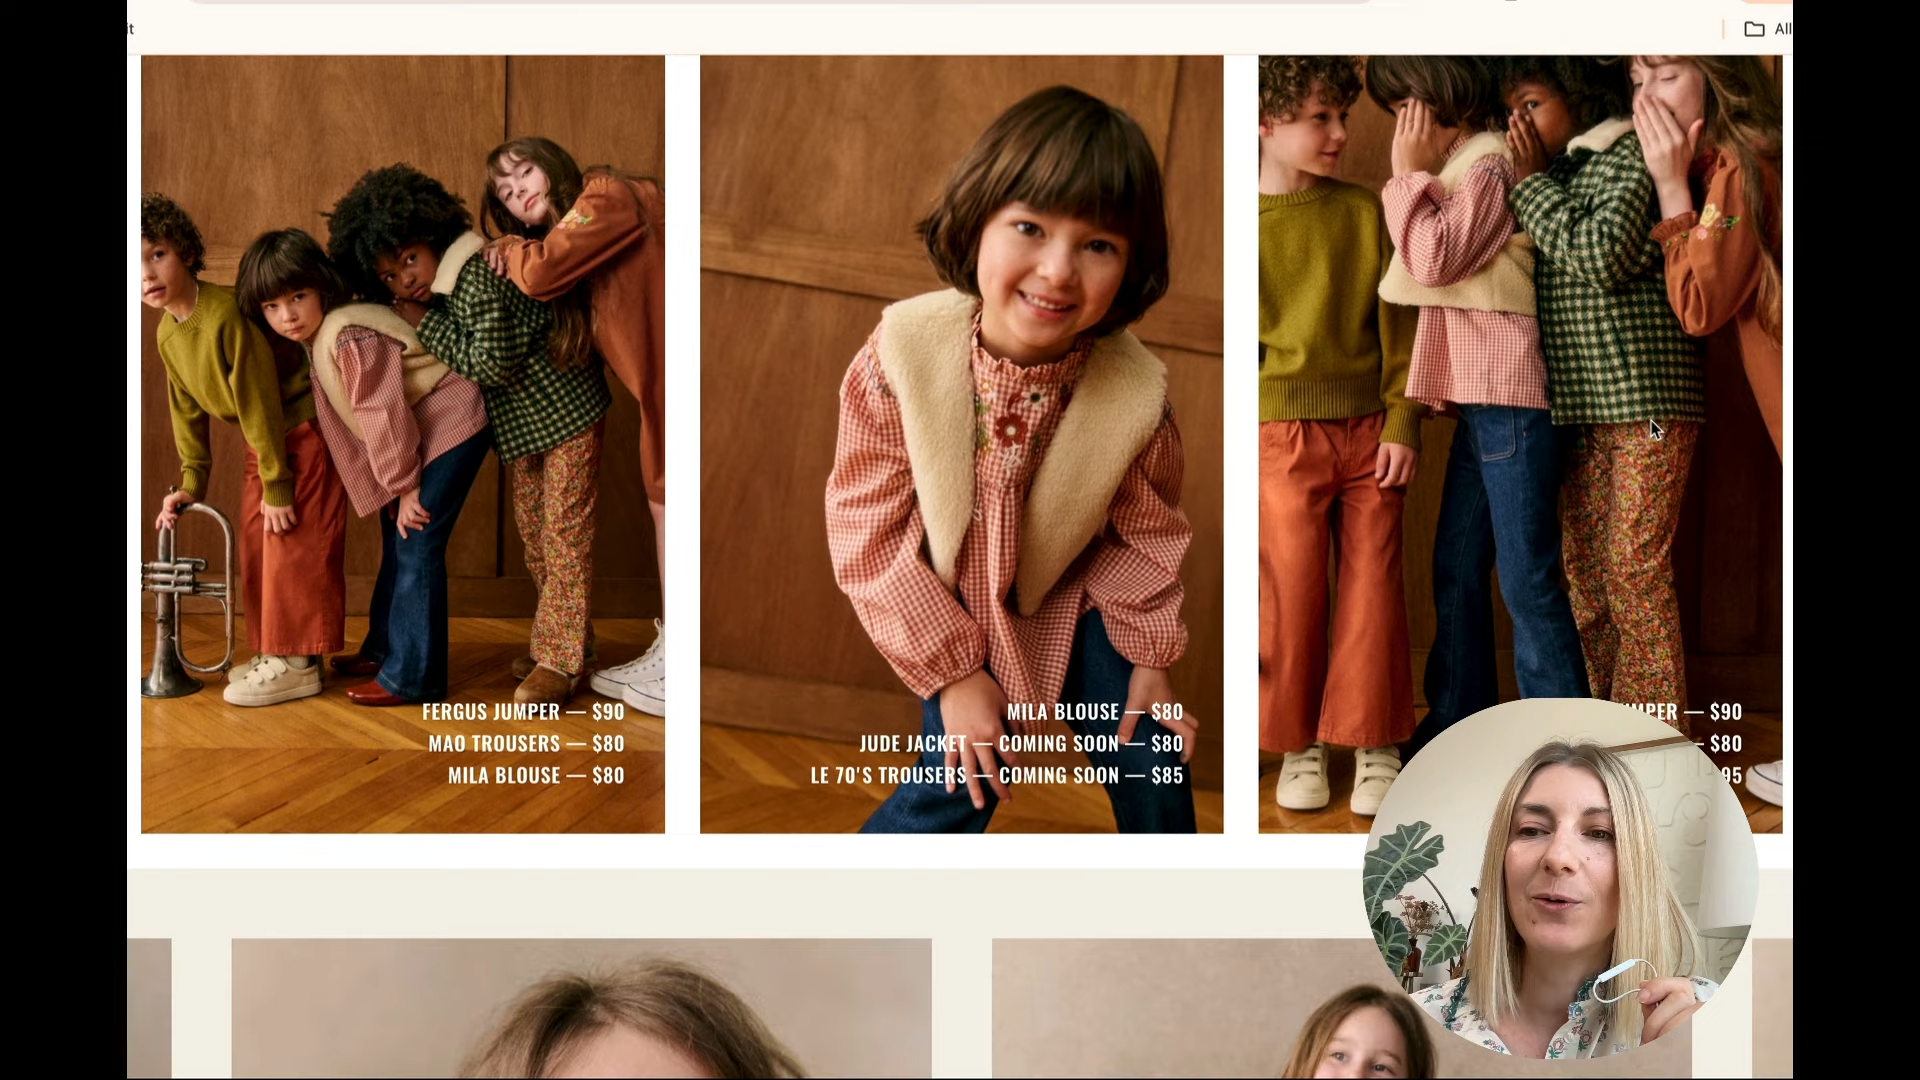 All
FERGUS JUMPER — $90
MAO TROUSERS — $80
MILA BLOUSE — $80
MILA BLOUSE — $80
JUDE JACKET — COMING SOON — $80
LE 70'S TROUSERS — COMING SOON — $85
— $90
— $80